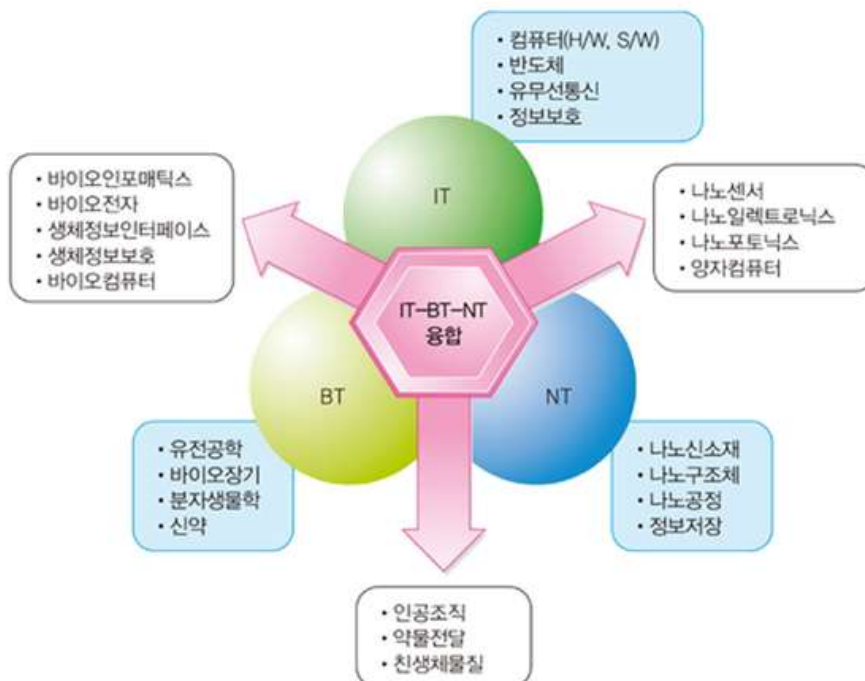 • 컴퓨터(H/W, S/W)
• 반도체
• 유무선통신
• 정보보호
IT
• 바이오인포매틱스
• 바이오전자
• 생체정보인터페이스
• 생체정보보호
• 바이오컴퓨터
• 나노센서
• 나노일렉트로닉스
• 나노포토닉스
• 양자컴퓨터
IT-BT-NT
융합
BT
NT
• 유전공학
• 바이오장기
• 분자생물학
• 신약
• 나노신소재
• 나노구조체
• 나노공정
• 정보저장
• 인공조직
• 약물전달
• 친생체물질